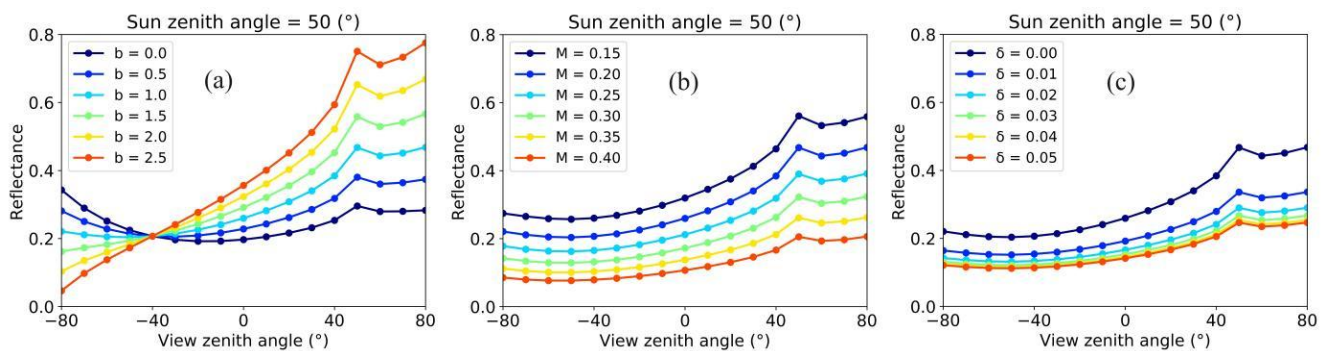 Sun zenith angle = 50 (°)
0.8
0.6
0.4
0.2
0.0
Reflectance
b = 0.0
b = 0.5
b = 1.0
b = 1.5
b = 2.0
b = 2.5
(a)
−80
−40
0
40
80
View zenith angle (°)
Sun zenith angle = 50 (°)
0.8
0.6
0.4
0.2
0.0
Reflectance
M = 0.15
M = 0.20
M = 0.25
M = 0.30
M = 0.35
M = 0.40
(b)
−80
−40
0
40
80
View zenith angle (°)
Sun zenith angle = 50 (°)
0.8
0.6
0.4
0.2
0.0
Reflectance
δ = 0.00
δ = 0.01
δ = 0.02
δ = 0.03
δ = 0.04
δ = 0.05
(c)
−80
−40
0
40
80
View zenith angle (°)